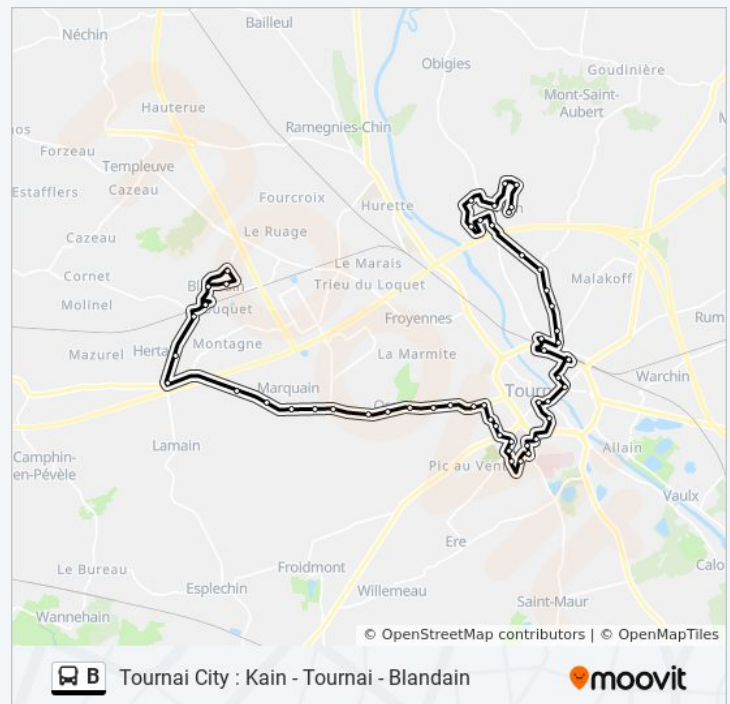 Bailleul
Néchin
Obigies
Goudinière
Mont-Saint-
Aubert
Hauterue
Ramegnies-Chin
Forzeau
Templeuve
Estafflers
Cazeau
Fourcroix
Hurette
Le Ruage
Cazeau
Le Marais
Malakoff
Cornet
Trieu du Loquet
Molinel
Froyennes
Rum
Mazurel
Montagne
La Marmite
Warchin
Marquain
Lamain
Allain
Camphin-
en-Pévèle
Pic au Vent
Vaulx
Ere
Calo
Le Bureau
Froidmont
Esplechin
Willemeau
Saint-Maur
Wannehain
© OpenStreetMap contributors | © OpenMapTiles
B Tournai City : Kain - Tournai - Blandain moovit